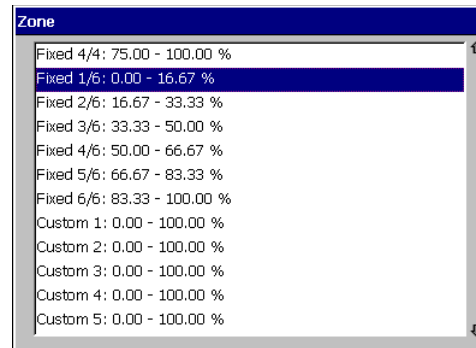 Zone
Fixed 4/4: 75.00 - 100.00 %
Fixed 1/6: 0.00 - 16.67 %
Fixed 2/6: 16.67 - 33.33 %
Fixed 3/6: 33.33 - 50.00 %
Fixed 4/6: 50.00 - 66.67 %
Fixed 5/6: 66.67 - 83.33 %
Fixed 6/6: 83.33 - 100.00 %
Custom 1: 0.00 - 100.00 %
Custom 2: 0.00 - 100.00 %
Custom 3: 0.00 - 100.00 %
Custom 4: 0.00 - 100.00 %
Custom 5: 0.00 - 100.00 %